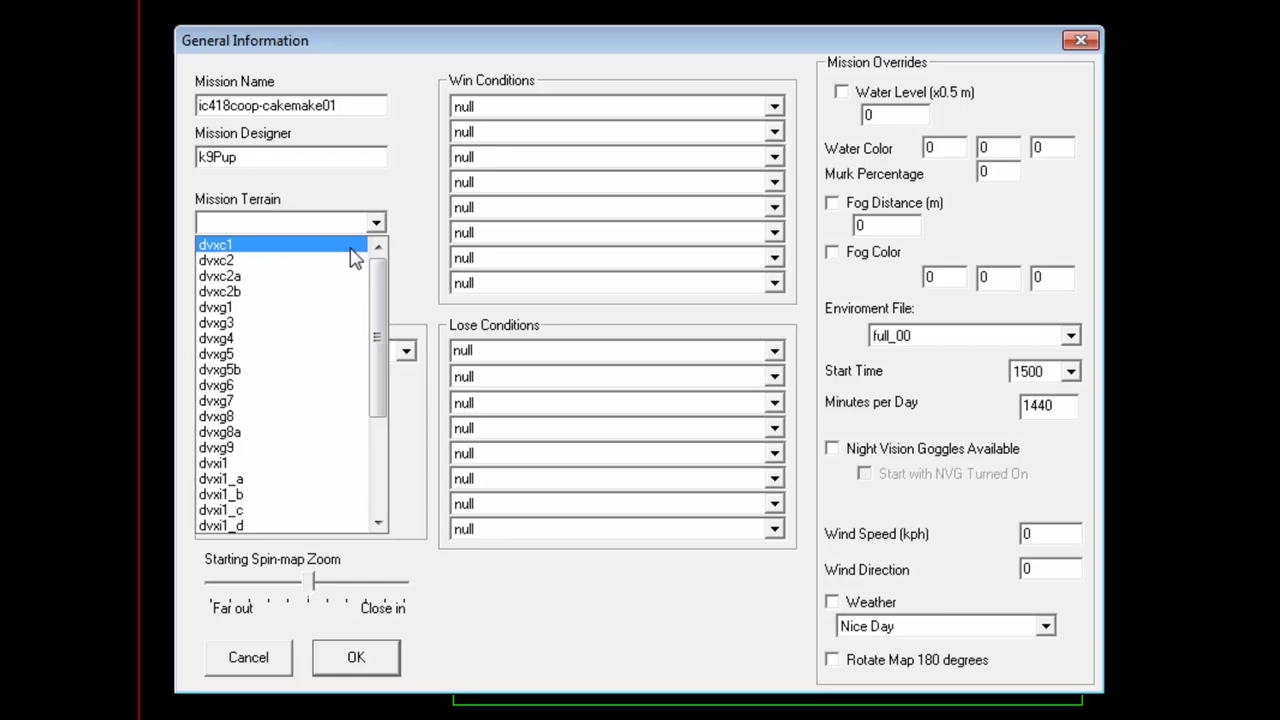 General Information
Mission Name
ic418coop-cakemake01
Mission Designer
k9Pup
Mission Terrain
dvxc1
dvxc2
dvxc2a
dvxc2b
dvxg1
dvxg3
dvxg4
dvxg5
dvxg5b
dvxg6
dvxg7
dvxg8
dvxg8a
dvxg9
dvxi1
dvxi1_a
dvxi1_b
dvxi1_c
dvxi1_d
Starting Spin-map Zoom
Far out Close in
Cancel OK
Win Conditions
null
null
null
null
null
null
null
null
Lose Conditions
null
null
null
null
null
null
null
null
Mission Overrides
Water Level (x0.5 m)
0
Water Color 0 0 0
Murk Percentage 0
Fog Distance (m)
0
Fog Color
0 0 0
Enviroment File:
full_00
Start Time 1500
Minutes per Day 1440
Night Vision Goggles Available
Start with NVG Turned On
Wind Speed (kph) 0
Wind Direction 0
Weather
Nice Day
Rotate Map 180 degrees